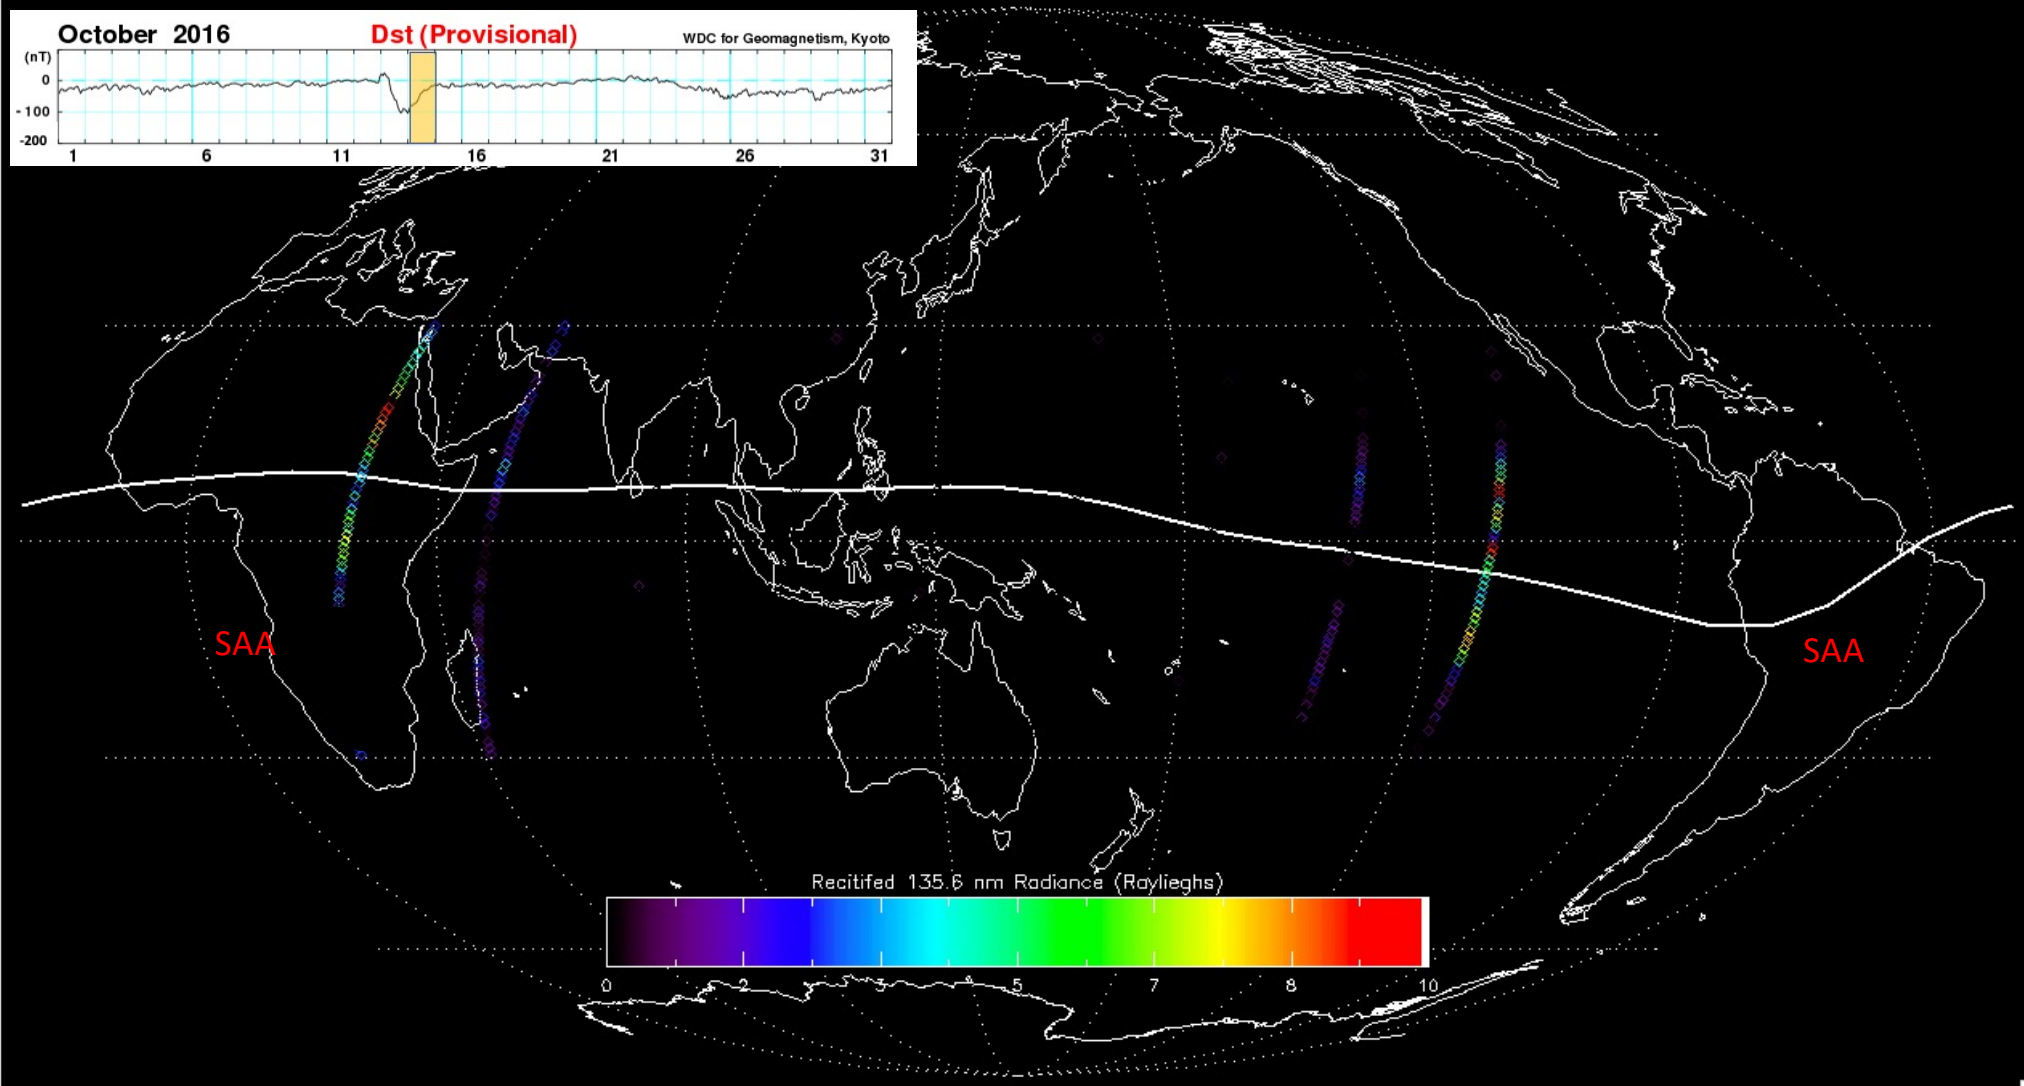 October 2016 Dst (Provisional) WDC for Geomagnetism, Kyoto
(nT)
0
-100
-200
1 6 11 16 21 26 31
SAA
SAA
Recitifed 135.6 nm Radiance (Raylieghs)
0 2 3 5 7 8 10